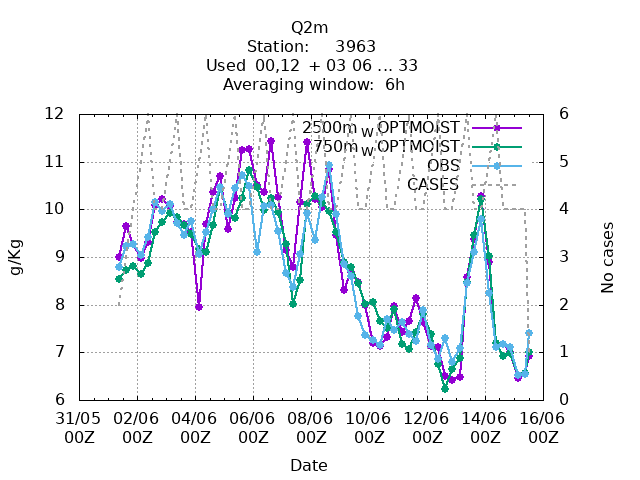 Q2m
Station:     3963
Used  00,12  + 03 06 ... 33
Averaging window:  6h
2500m w OPTMOIST
750m w OPTMOIST
OBS
CASES
g/Kg
12
11
10
9
8
7
6
No cases
6
5
4
3
2
1
0
31/05 02/06 04/06 06/06 08/06 10/06 12/06 14/06 16/06
00Z 00Z 00Z 00Z 00Z 00Z 00Z 00Z 00Z
Date